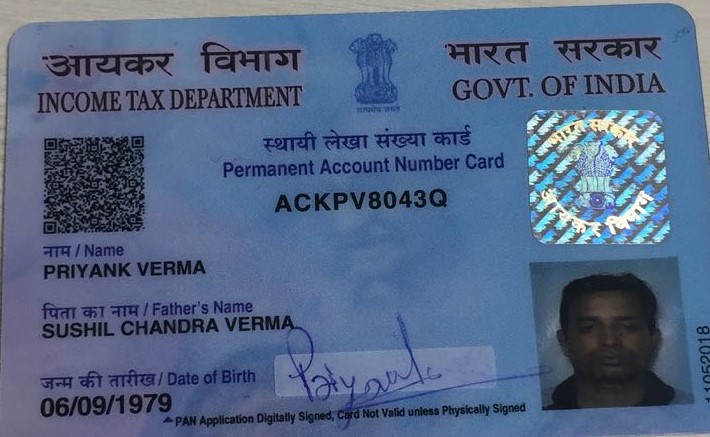 आयकर विभाग
INCOME TAX DEPARTMENT
सत्यमेव जयते
भारत सरकार
GOVT. OF INDIA
स्थायी लेखा संख्या कार्ड
Permanent Account Number Card
ACKPV8043Q
भारत सरकार
आयकर विभाग
नाम / Name
PRIYANK VERMA
पिता का नाम / Father's Name
SUSHIL CHANDRA VERMA
जन्म की तारीख / Date of Birth
06/09/1979
Priyank
PAN Application Digitally Signed, Card Not Valid unless Physically Signed
11052018